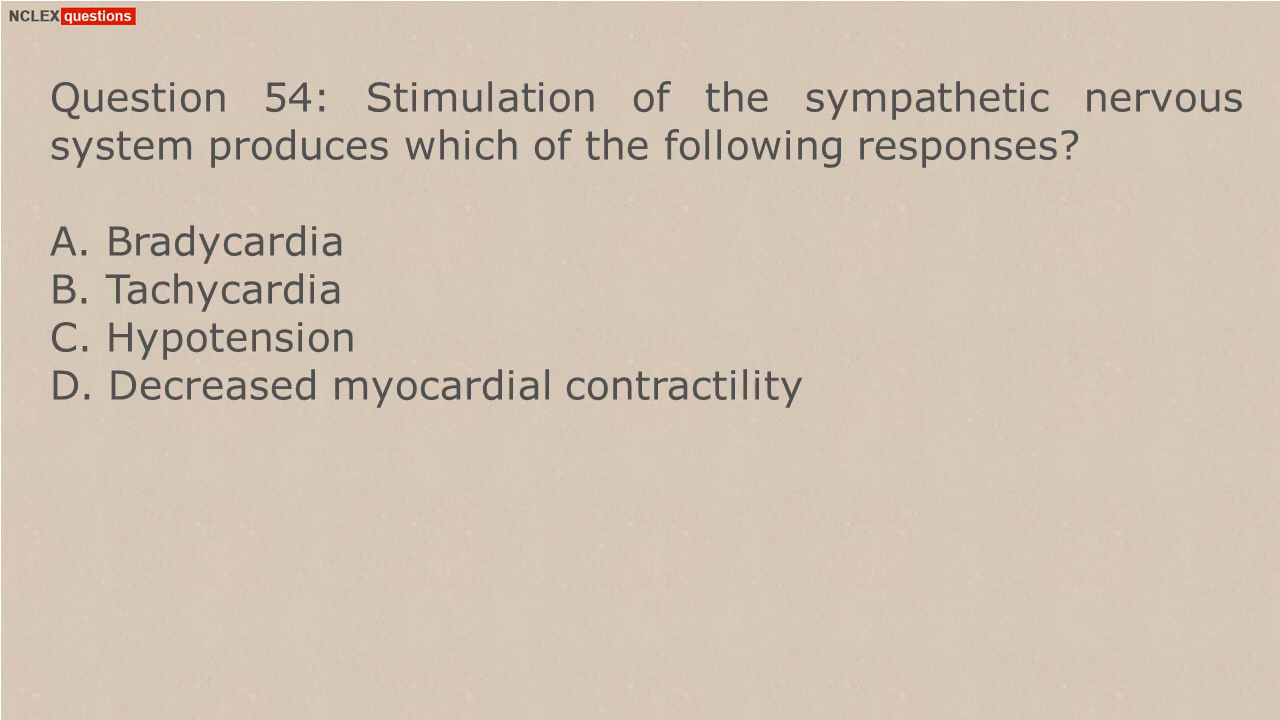 NCLEX questions
Question 54: Stimulation of the sympathetic nervous
system produces which of the following responses?
A. Bradycardia
B. Tachycardia
C. Hypotension
D. Decreased myocardial contractility